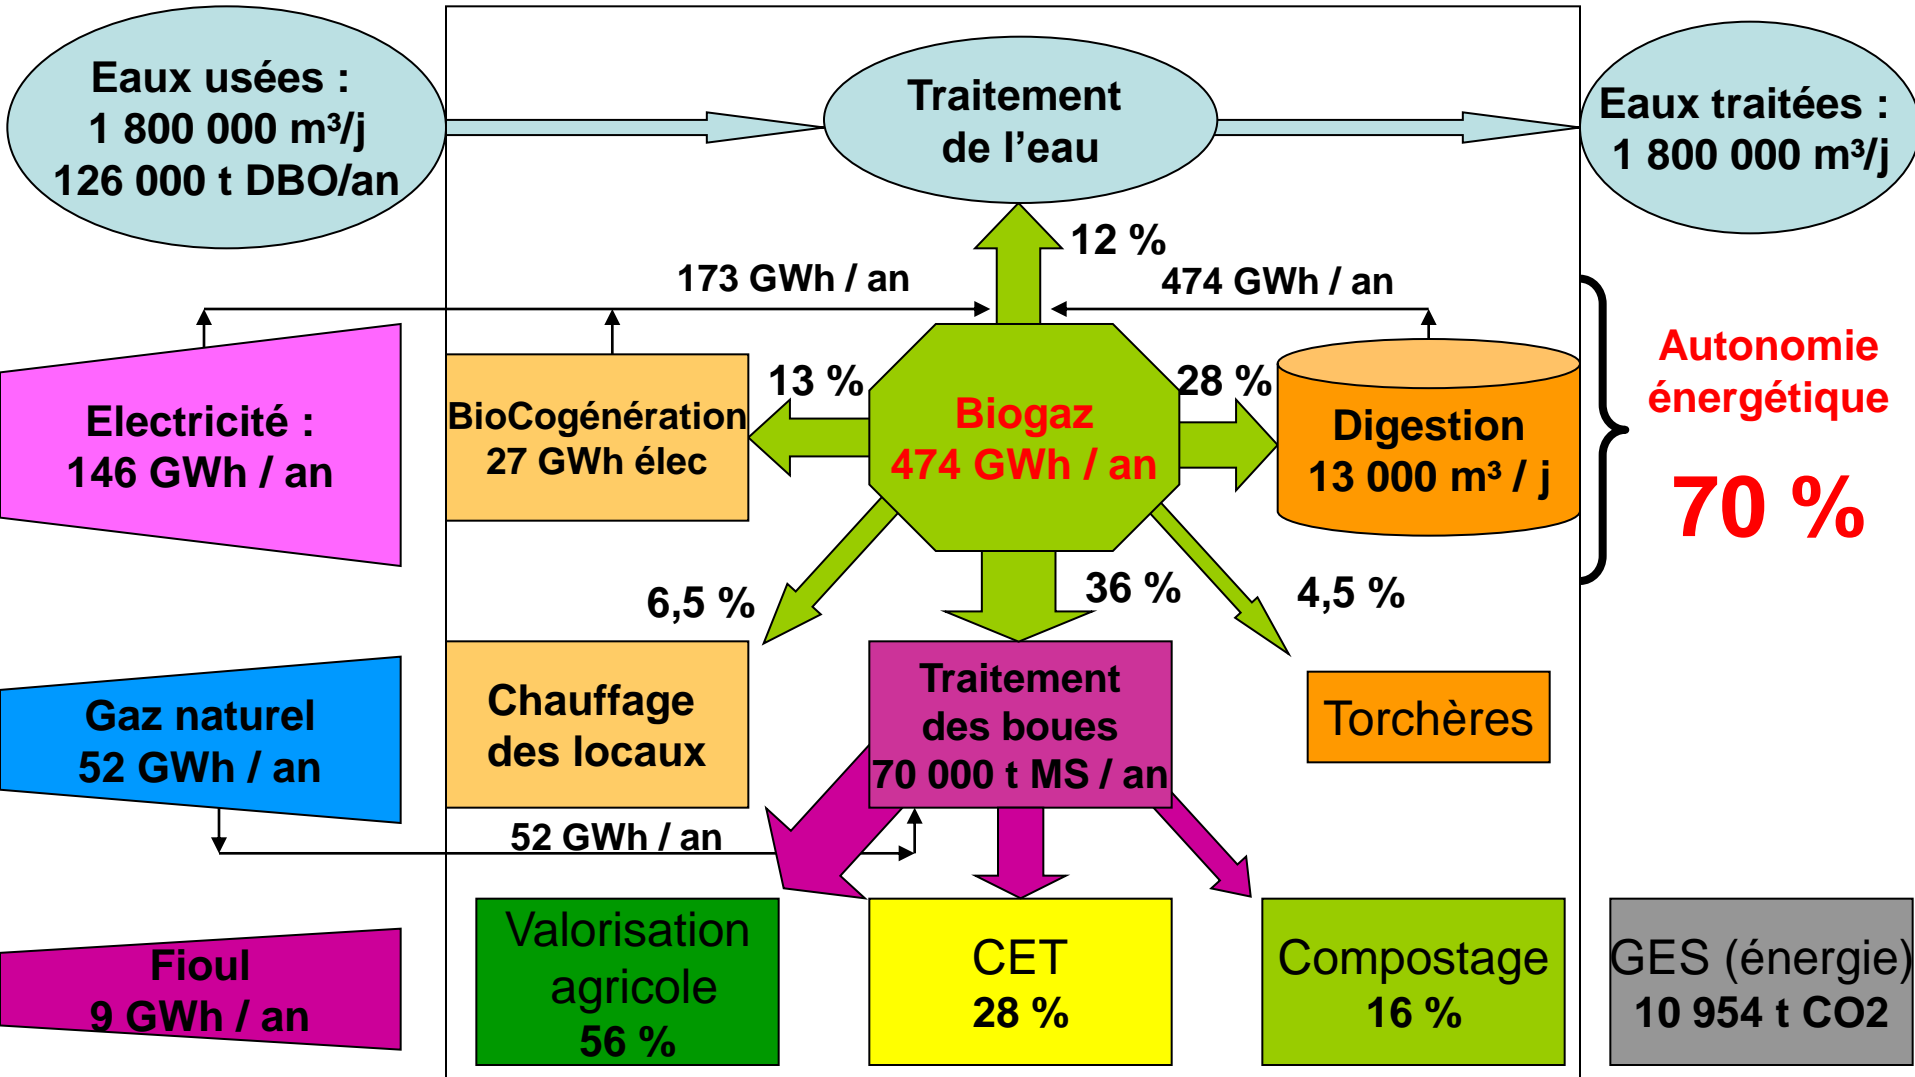 Eaux usées :
1 800 000 m³/j
126 000 t DBO/an
Traitement
de l’eau
Eaux traitées :
1 800 000 m³/j
12 %
173 GWh / an
474 GWh / an
Electricité :
146 GWh / an
BioCogénération
27 GWh élec
13 %
Biogaz
474 GWh / an
28 %
Digestion
13 000 m³ / j
Autonomie
énergétique
70 %
6,5 %
36 %
4,5 %
Gaz naturel
52 GWh / an
Chauffage
des locaux
Traitement
des boues
70 000 t MS / an
Torchères
52 GWh / an
Fioul
9 GWh / an
Valorisation
agricole
56 %
CET
28 %
Compostage
16 %
GES (énergie)
10 954 t CO2